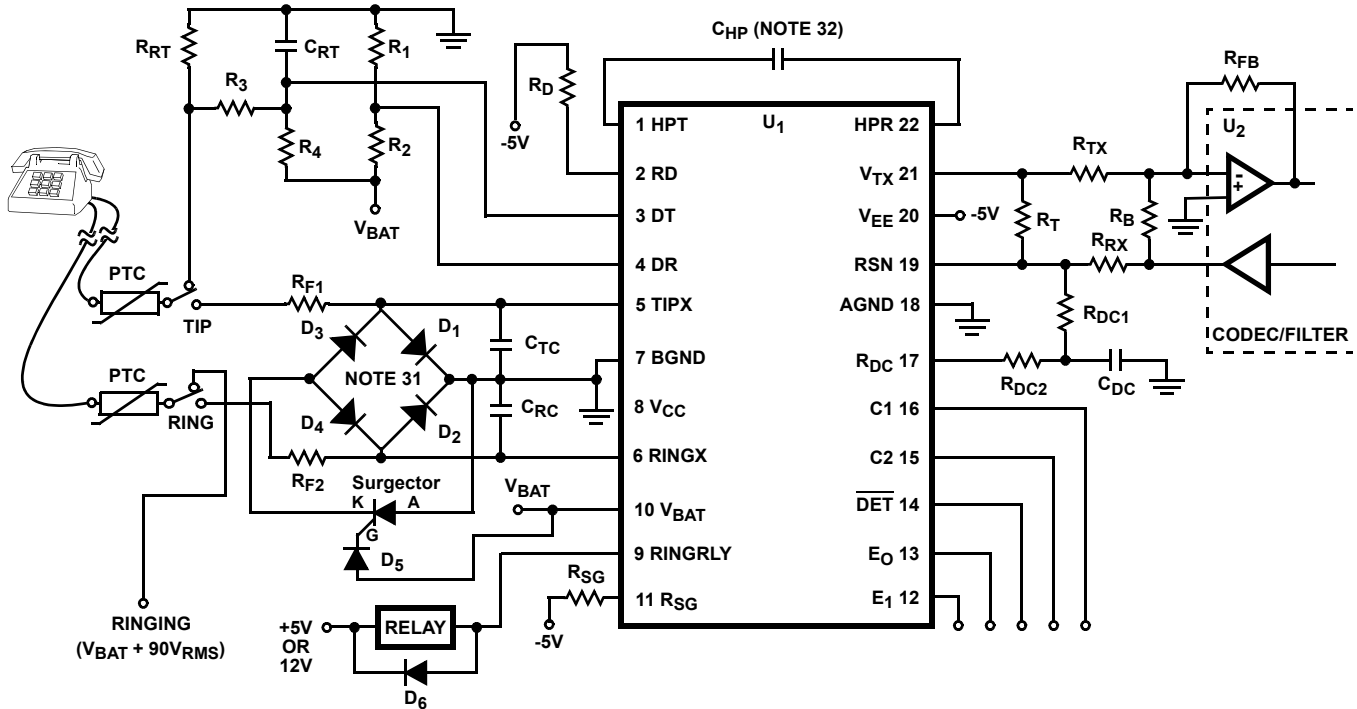 C_HP (NOTE 32)
R_RT
C_RT
R_1
R_3
R_4
R_2
V_BAT
-5V
R_D
U_1
1 HPT
2 RD
3 DT
4 DR
5 TIPX
7 BGND
8 V_CC
6 RINGX
10 V_BAT
9 RINGRLY
11 R_SG
HPR 22
V_TX 21
V_EE 20
RSN 19
AGND 18
R_DC 17
C1 16
C2 15
DET 14
E_O 13
E_1 12
PTC
TIP
R_F1
D_3
D_1
NOTE 31
D_4
D_2
C_TC
C_RC
PTC
RING
R_F2
Surgector
K
A
G
D_5
V_BAT
R_SG
-5V
RINGING
(V_BAT + 90V_RMS)
+5V
OR
12V
RELAY
D_6
R_FB
U_2
R_TX
R_T
R_B
R_RX
-5V
-
+
R_DC1
R_DC2
C_DC
CODEC/FILTER